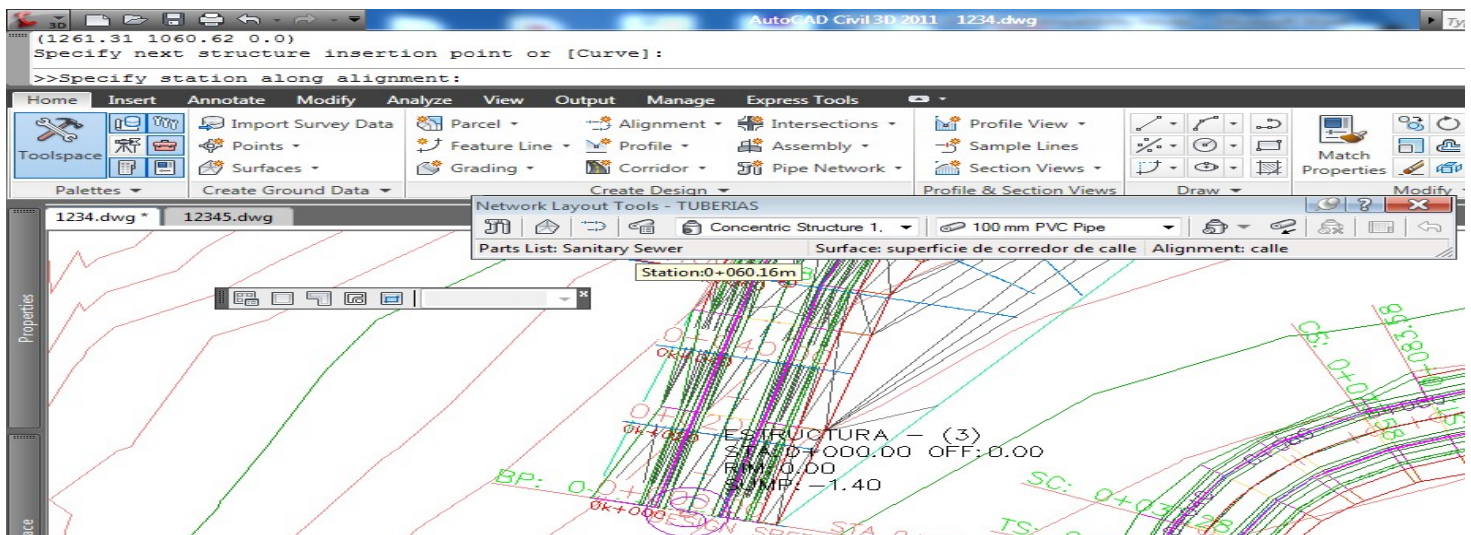 3D
AutoCAD Civil 3D 2011 1234.dwg
(1261.31 1060.62 0.0)
Specify next structure insertion point or [Curve]:
>>Specify station along alignment:
Home Insert Annotate Modify Analyze View Output Manage Express Tools
Toolspace
Import Survey Data
Points
Surfaces
Parcel
Feature Line
Grading
Alignment
Profile
Corridor
Intersections
Assembly
Pipe Network
Profile View
Sample Lines
Section Views
Match
Properties
Palettes Create Ground Data Create Design Profile & Section Views Draw Modify
1234.dwg * 12345.dwg
Network Layout Tools - TUBERIAS
Concentric Structure 1, 100 mm PVC Pipe
Parts List: Sanitary Sewer Surface: superficie de corredor de calle Alignment: calle
Station:0+060.16m
Properties
ESTRUCTURA - (3)
STA:0+000.00 OFF:0.00
RIM:0.00
SUMP:-1.40
BP:
0k+000
DESIGN
STA
SC:
TS:
CS: